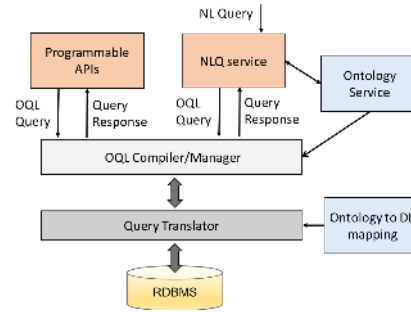 NL Query
Programmable
APIs
NLQ service
Ontology
Service
OQL
Query
Query
Response
OQL
Query
Query
Response
OQL Compiler/Manager
Query Translator
Ontology to DB
mapping
RDBMS